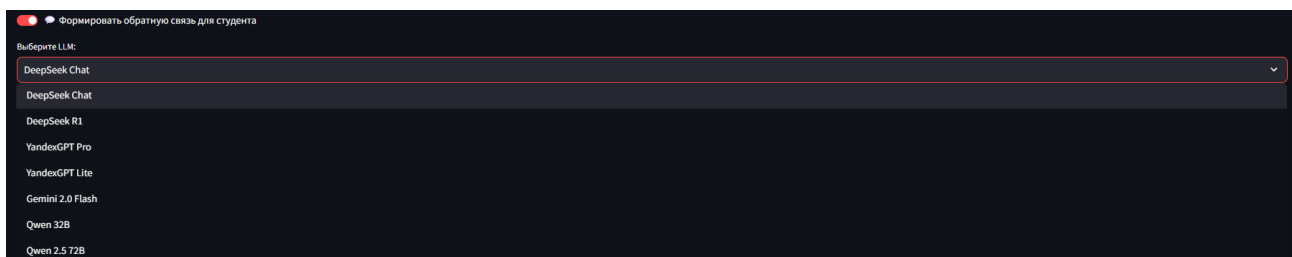 💬 Формировать обратную связь для студента
Выберите LLM:
DeepSeek Chat
DeepSeek Chat
DeepSeek R1
YandexGPT Pro
YandexGPT Lite
Gemini 2.0 Flash
Qwen 32B
Qwen 2.5 72B